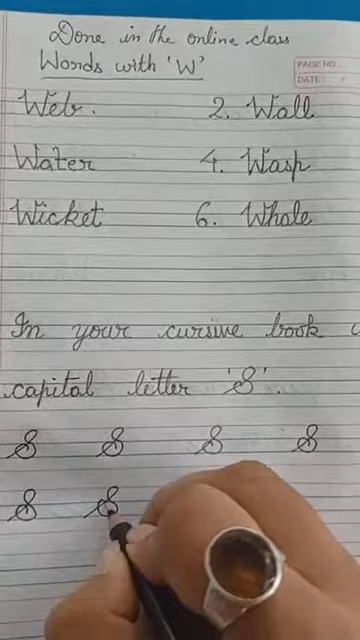 Done in the online class
Words with 'W'
PAGE NO
DATE:
Web. 2. Wall
Water 4. Wasp
Wicket 6. Whale
In your cursive book
capital letter 'S'.
S S S S
S S